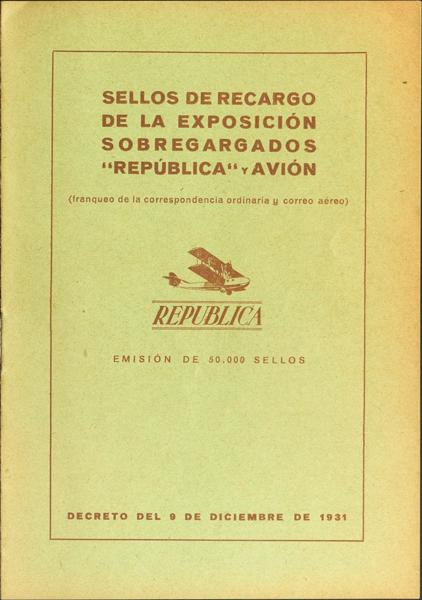 SELLOS DE RECARGO
DE LA EXPOSICIÓN
SOBREGARGADOS
“REPÚBLICA“ Y AVIÓN
(franqueo de la correspondencia ordinaria y correo aéreo)
REPUBLICA
EMISIÓN DE 50.000 SELLOS
DECRETO DEL 9 DE DICIEMBRE DE 1931